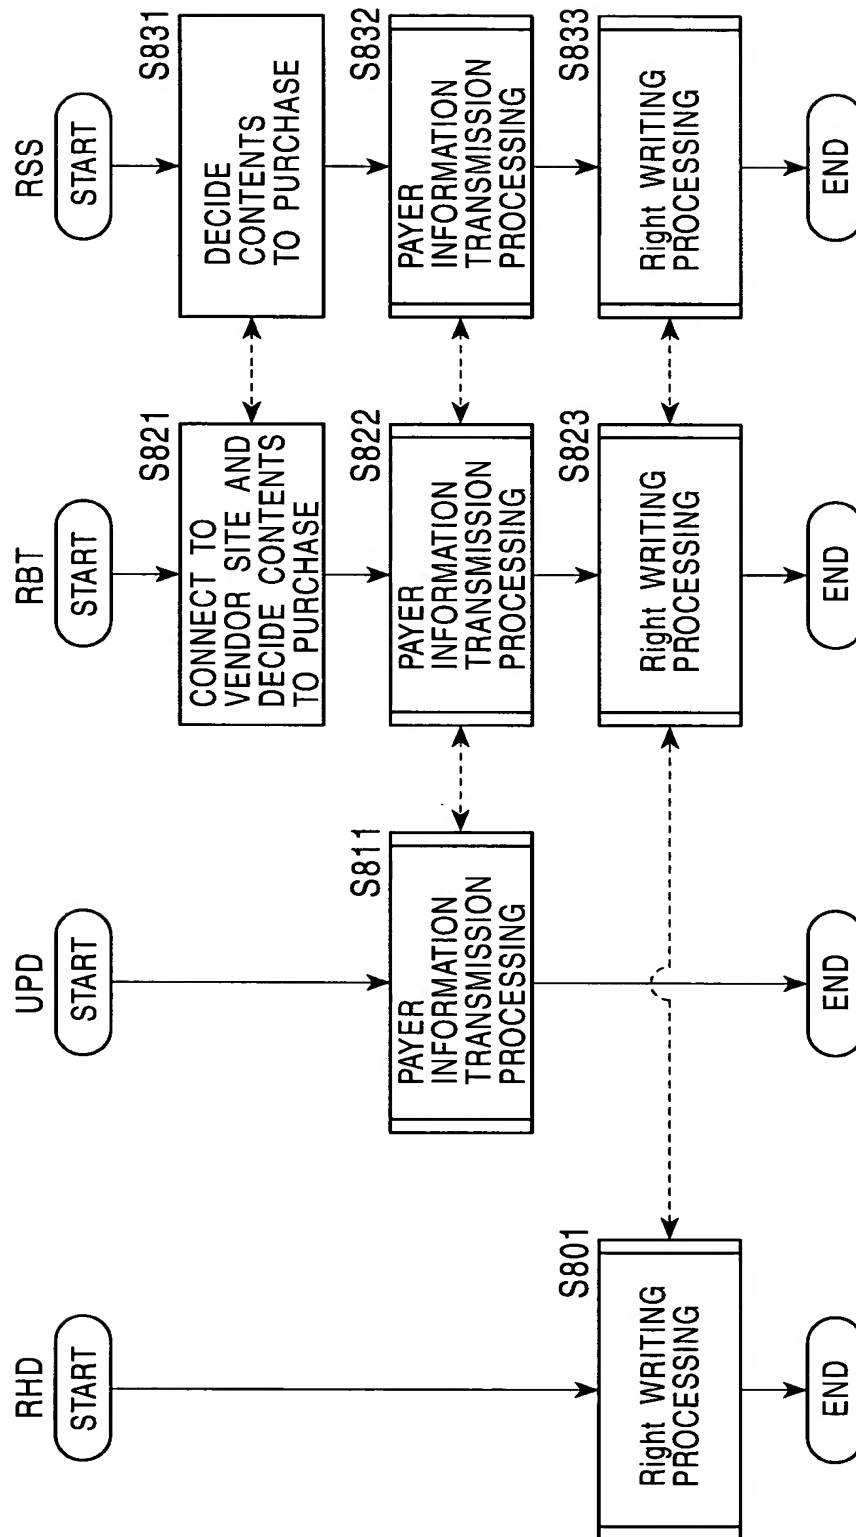 RHD
START
S801
Right WRITING
PROCESSING
END
UPD
START
S811
PAYER
INFORMATION
TRANSMISSION
PROCESSING
END
RBT
START
S821
CONNECT TO
VENDOR SITE AND
DECIDE CONTENTS
TO PURCHASE
S822
PAYER
INFORMATION
TRANSMISSION
PROCESSING
S823
Right WRITING
PROCESSING
END
RSS
START
S831
DECIDE
CONTENTS
TO PURCHASE
S832
PAYER
INFORMATION
TRANSMISSION
PROCESSING
S833
Right WRITING
PROCESSING
END